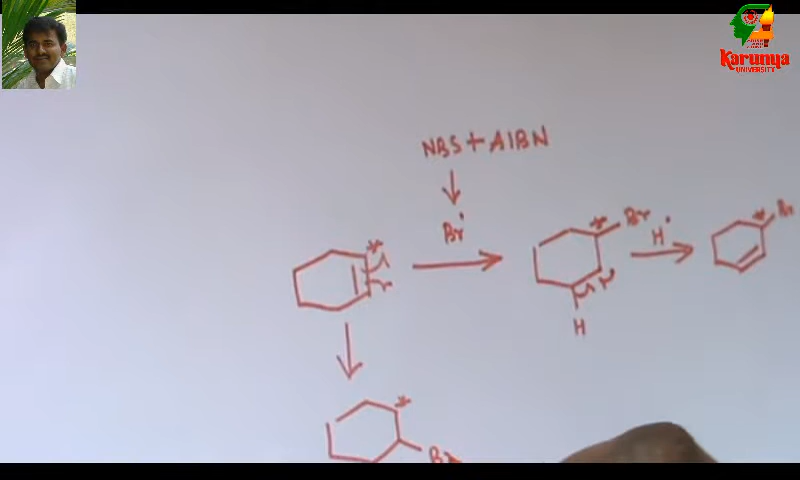 Karunya
UNIVERSITY
NBS + AIBN
Br•
* Br
H•
* Br
*
H
*
Br